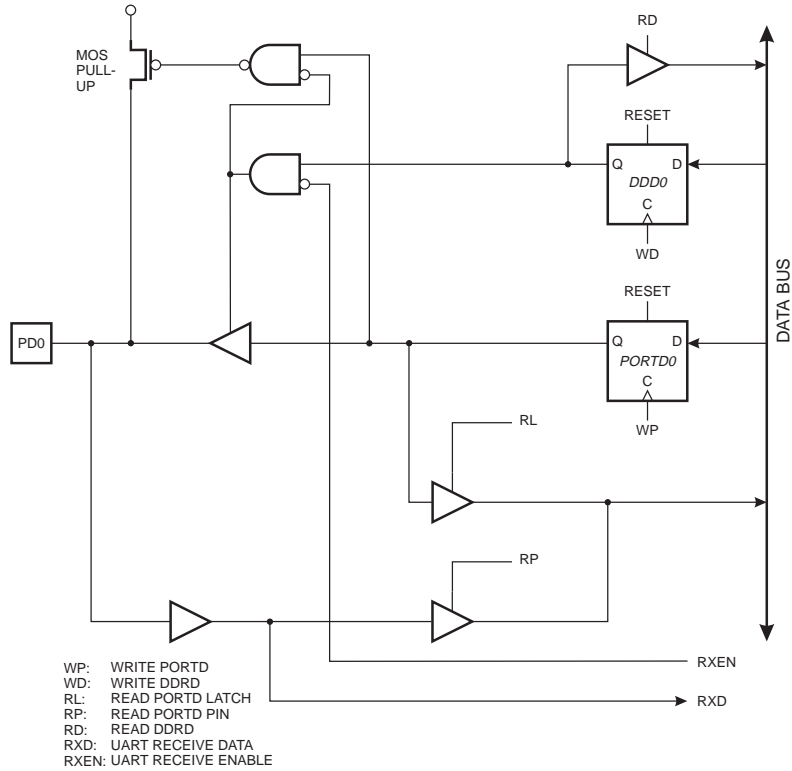 RD
MOS
PULL-
UP
RESET
Q
D
DDD0
C
WD
RESET
PD0
Q
D
PORTD0
C
WP
DATA BUS
RL
RP
RXEN
RXD
WP: WRITE PORTD
WD: WRITE DDRD
RL: READ PORTD LATCH
RP: READ PORTD PIN
RD: READ DDRD
RXD: UART RECEIVE DATA
RXEN: UART RECEIVE ENABLE